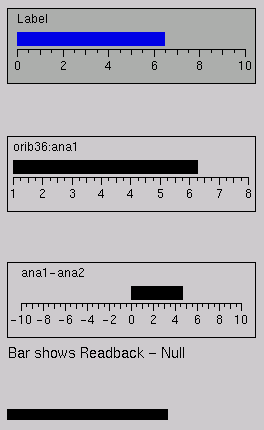 Label
0 2 4 6 8 10
orib36:ana1
1 2 3 4 5 6 7 8
ana1-ana2
-10 -8 -6 -4 -2 0 2 4 6 8 10
Bar shows Readback - Null